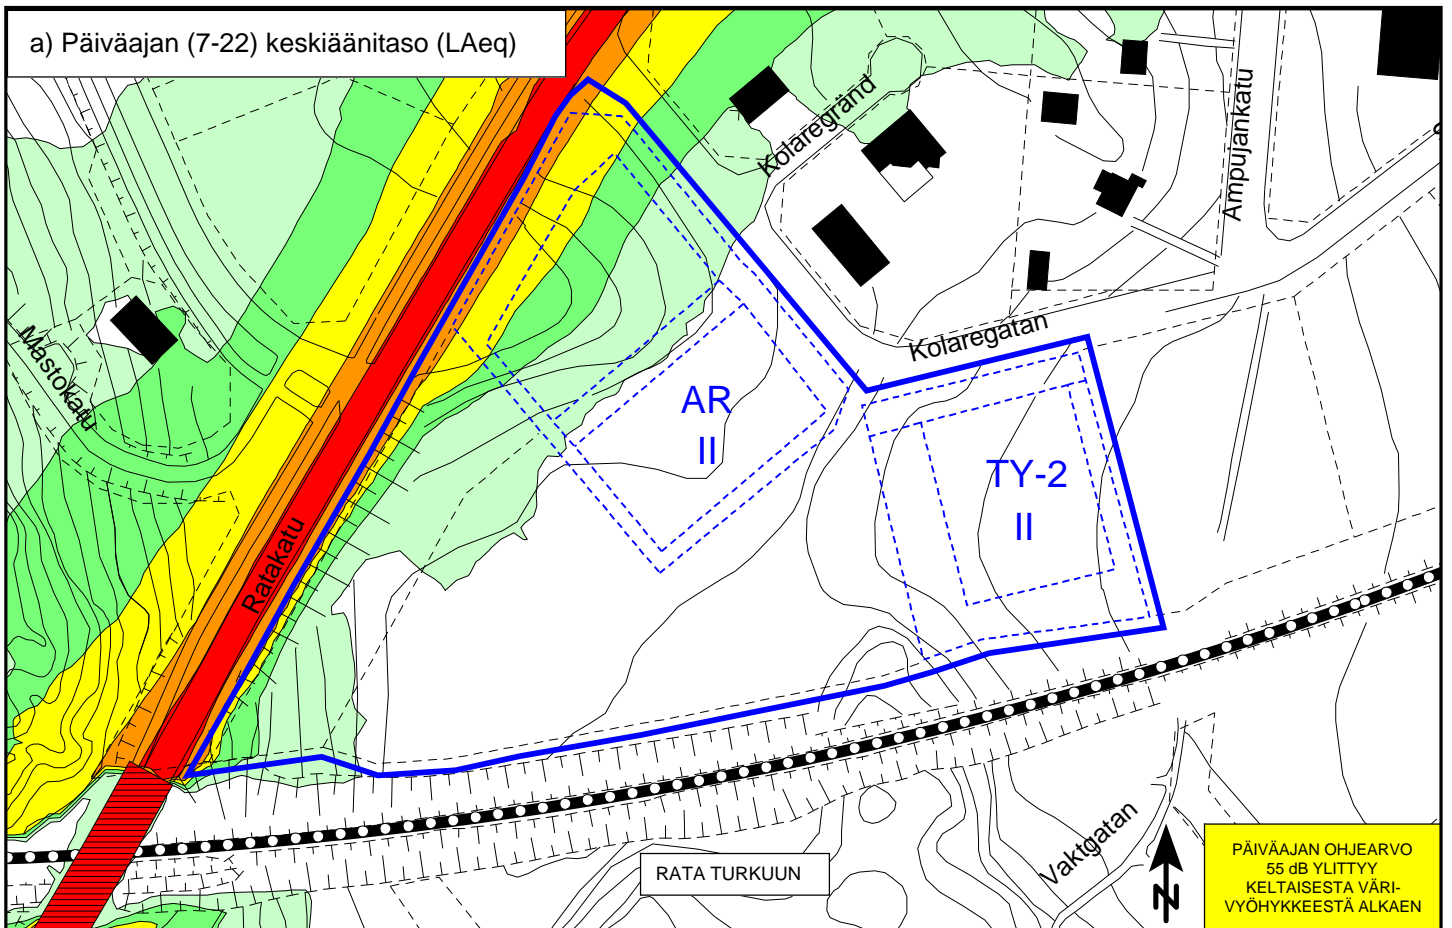 a) Päiväajan (7-22) keskiäänitaso (LAeq)
Kolaregränd
Ampujankatu
Mastokatu
Kolaregatan
AR
II
TY-2
II
Ratakatu
RATA TURKUUN
Vaktgatan
N
PÄIVÄAJAN OHJEARVO
55 dB YLITTYY
KELTAISESTA VÄRI-
VYÖHYKKEESTÄ ALKAEN